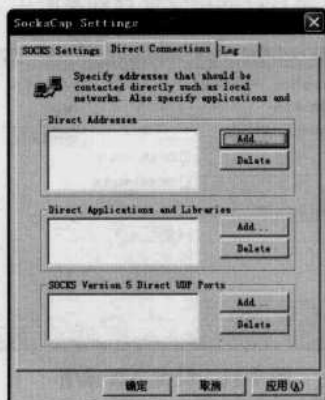 SocksCap Settings
SOCKS Settings Direct Connections Log
Specify addresses that should be
contacted directly such as local
networks. Also specify applications and
Direct Addresses
Add...
Delete
Direct Applications and Libraries
Add...
Delete
SOCKS Version 5 Direct UDP Ports
Add...
Delete
确定 取消 应用(A)